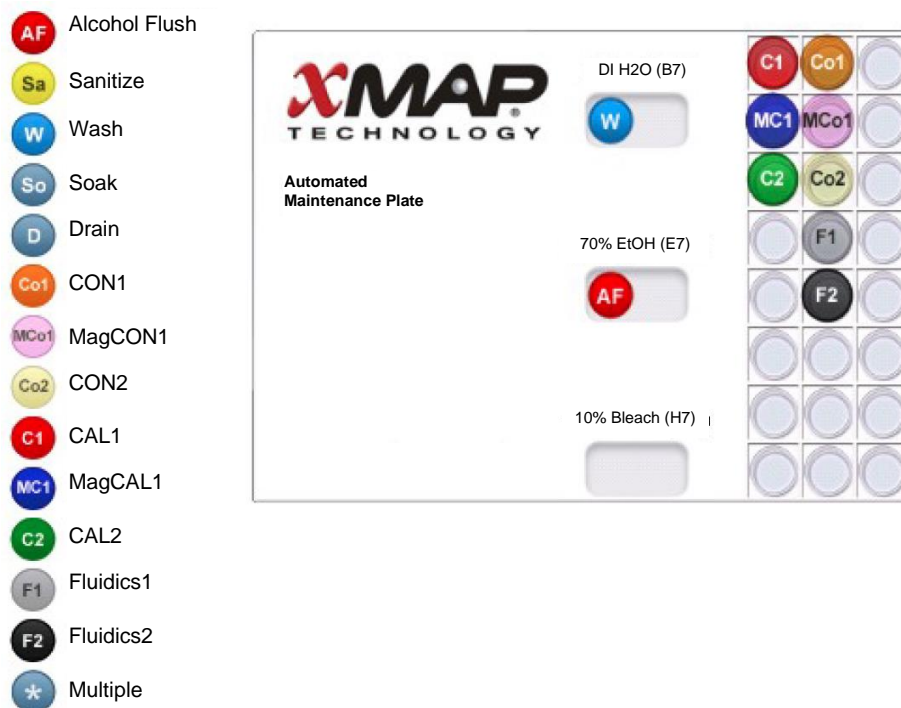 AF Alcohol Flush
Sa Sanitize
W Wash
So Soak
D Drain
Co1 CON1
MCo1 MagCON1
Co2 CON2
C1 CAL1
MC1 MagCAL1
C2 CAL2
F1 Fluidics1
F2 Fluidics2
* Multiple
xMAP®
TECHNOLOGY
Automated
Maintenance Plate
DI H2O (B7)
W
70% EtOH (E7)
AF
10% Bleach (H7)
C1 Co1
MC1 MCo1
C2 Co2
F1
F2